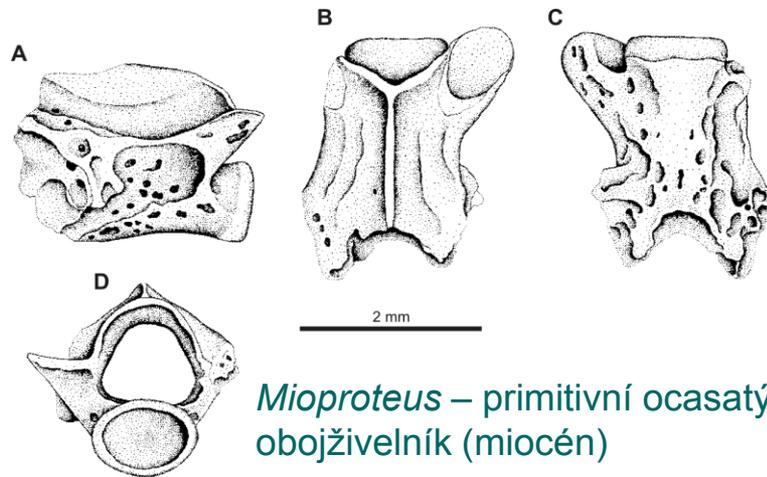 A
B
C
D
2 mm
Mioproteus – primitivní ocasatý
obojživelník (miocén)